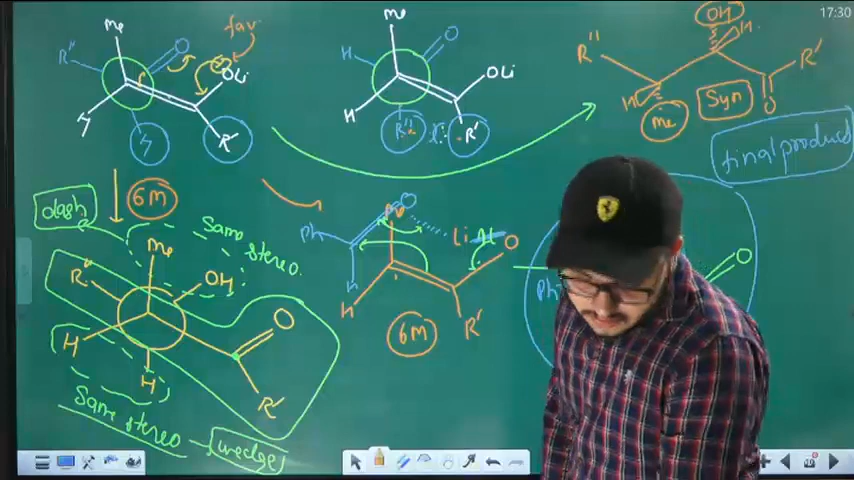 17:30
Me
R"
O
OLi
fav
H
R'
Me
H
O
OLi
H
R"
R'
OH
H
R"
R'
H
Me
Syn
O
final product
dash
6M
Same
stereo.
Me
R"
OH
O
H
H
R'
Same stereo
wedge
Ph
O
Li
O
H
H
6M
R'
Ph
O